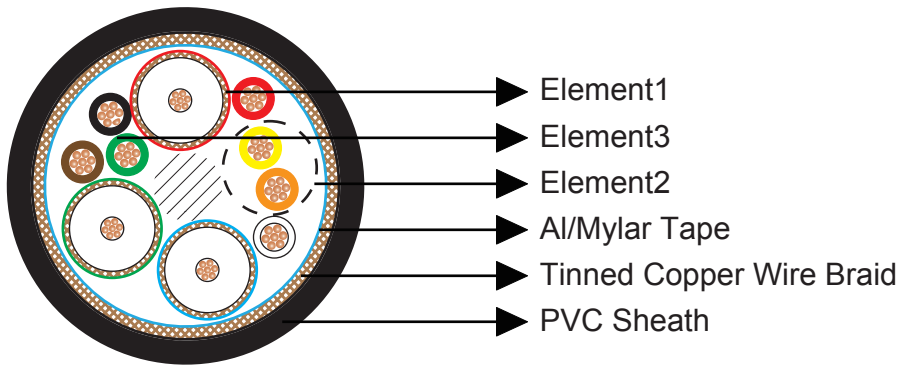 Element1
Element3
Element2
Al/Mylar Tape
Tinned Copper Wire Braid
PVC Sheath